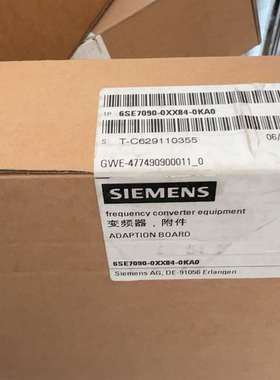 1P 6SE7090-0XX84-0KA0
S T-C629110355
06/
GWE-477490900011_0
SIEMENS
frequency converter equipment
变频器、附件
ADAPTION BOARD
6SE7090-0XX84-0KA0
Siemens AG, DE-91056 Erlangen